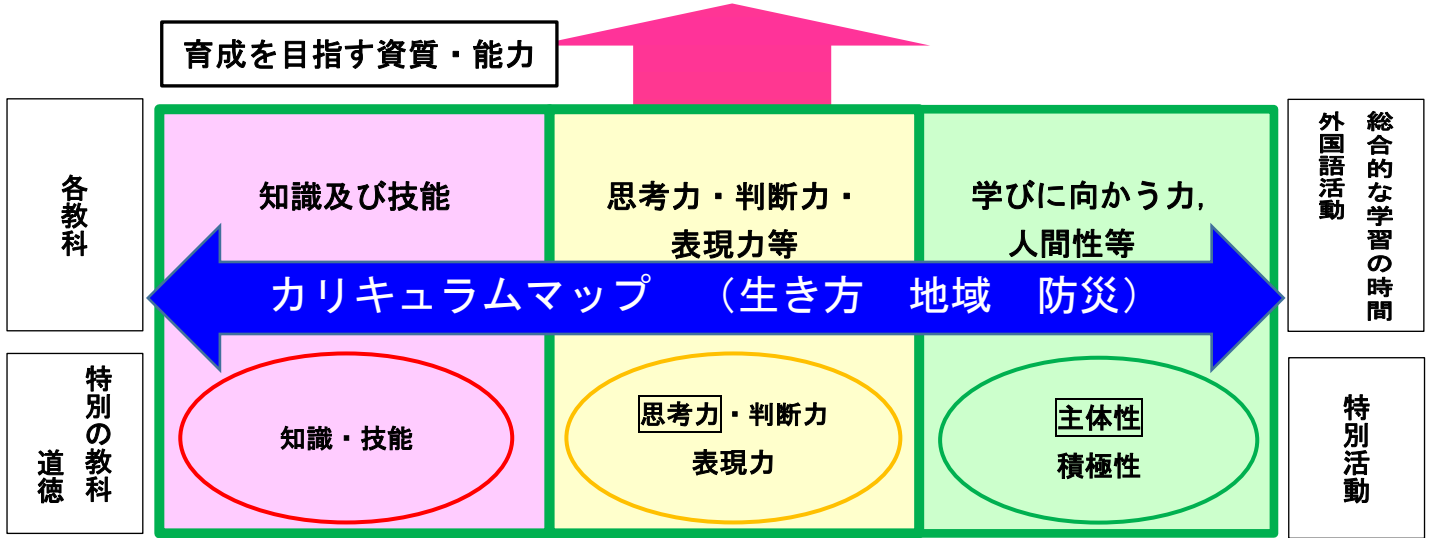 育成を目指す資質・能力
各教科
特別の教科
道徳
知識及び技能
思考力・判断力・
表現力等
学びに向かう力,
人間性等
カリキュラムマップ （生き方 地域 防災）
知識・技能
思考力・判断力
表現力
主体性
積極性
総合的な学習の時間
外国語活動
特別活動